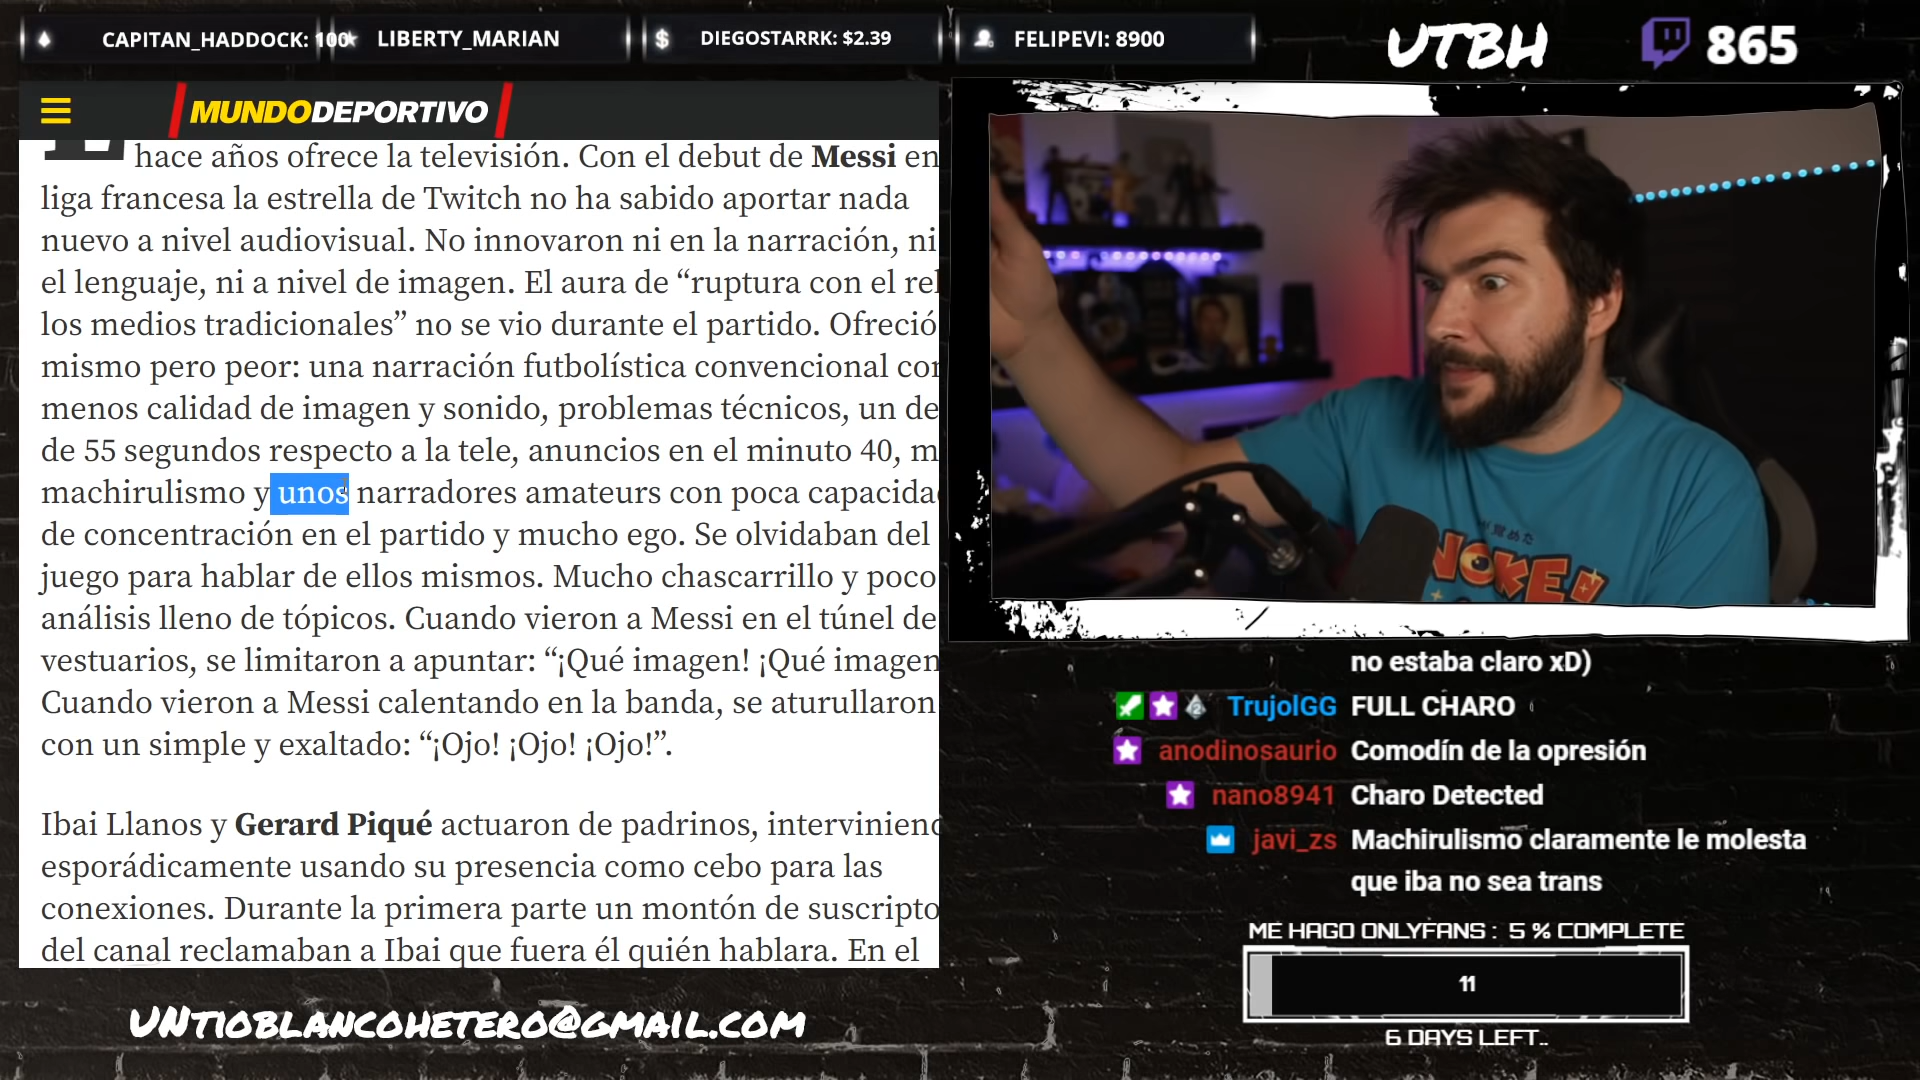 CAPITAN_HADDOCK: 100
LIBERTY_MARIAN
$ DIEGOSTARRK: $2.39
FELIPEVI: 8900
UTBH
865
MUNDODEPORTIVO
hace años ofrece la televisión. Con el debut de Messi en
liga francesa la estrella de Twitch no ha sabido aportar nada
nuevo a nivel audiovisual. No innovaron ni en la narración, ni
el lenguaje, ni a nivel de imagen. El aura de “ruptura con el rel
los medios tradicionales” no se vio durante el partido. Ofreció
mismo pero peor: una narración futbolística convencional con
menos calidad de imagen y sonido, problemas técnicos, un de
de 55 segundos respecto a la tele, anuncios en el minuto 40, m
machirulismo y unos narradores amateurs con poca capacidad
de concentración en el partido y mucho ego. Se olvidaban del
juego para hablar de ellos mismos. Mucho chascarrillo y poco
análisis lleno de tópicos. Cuando vieron a Messi en el túnel de
vestuarios, se limitaron a apuntar: “¡Qué imagen! ¡Qué imagen
Cuando vieron a Messi calentando en la banda, se aturullaron
con un simple y exaltado: “¡Ojo! ¡Ojo! ¡Ojo!”.
Ibai Llanos y Gerard Piqué actuaron de padrinos, interviniend
esporádicamente usando su presencia como cebo para las
conexiones. Durante la primera parte un montón de suscripto
del canal reclamaban a Ibai que fuera él quién hablara. En el
WOKE!
no estaba claro xD)
TrujolGG FULL CHARO
anodinosaurio Comodín de la opresión
nano8941 Charo Detected
javi_zs Machirulismo claramente le molesta
que iba no sea trans
ME HAGO ONLYFANS : 5 % COMPLETE
11
6 DAYS LEFT..
UNTIOBLANCOHETERO@GMAIL.COM